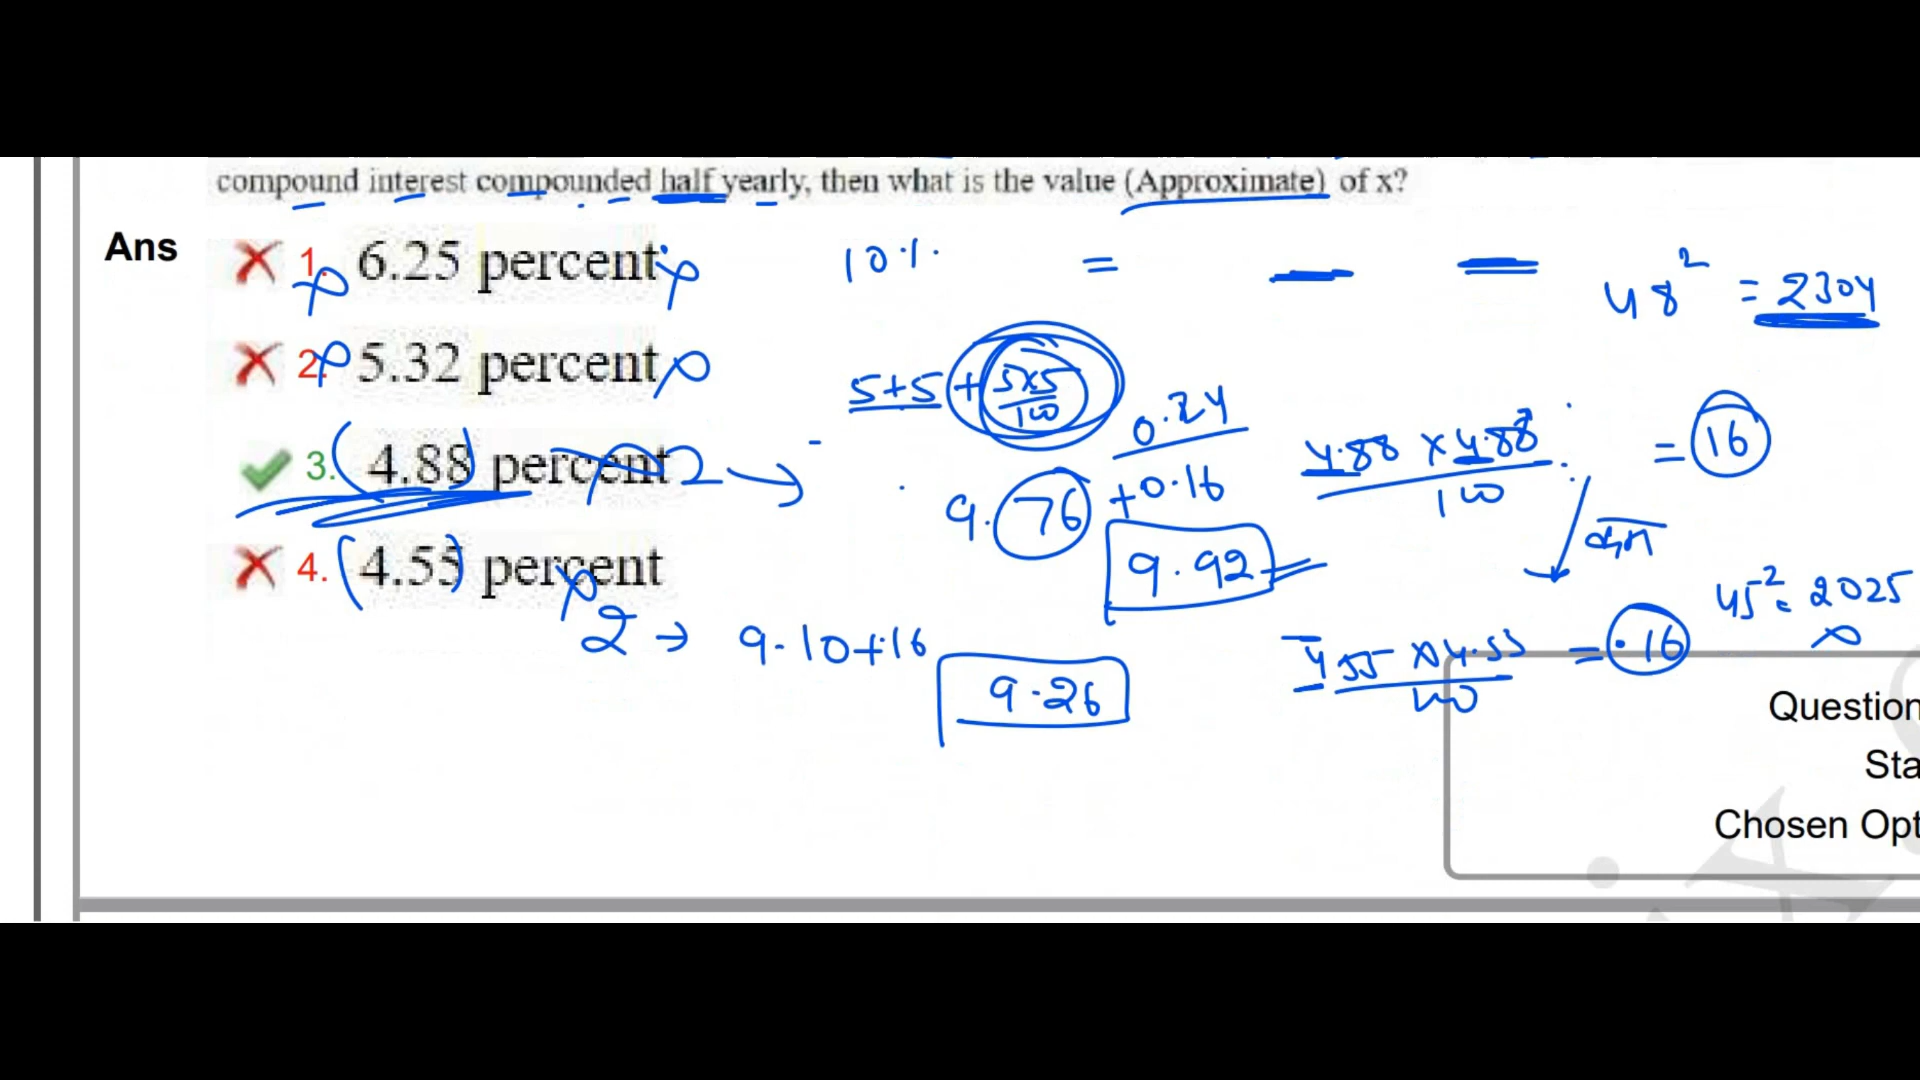 compound interest compounded half yearly, then what is the value (Approximate) of x?
Ans
1. 6.25 percent
2. 5.32 percent
3. (4.88) percent 2 →
4. (4.55) percent
10%. =
48² = 2304
5+5+ 5×5/100
0.24
9.76 +0.16
9.92
4.88 × 4.88 / 100 = 16
2 → 9.10+.16
9.26
4.55 × 4.55 / 100 = .16
45² = 2025
Question
Sta
Chosen Opt